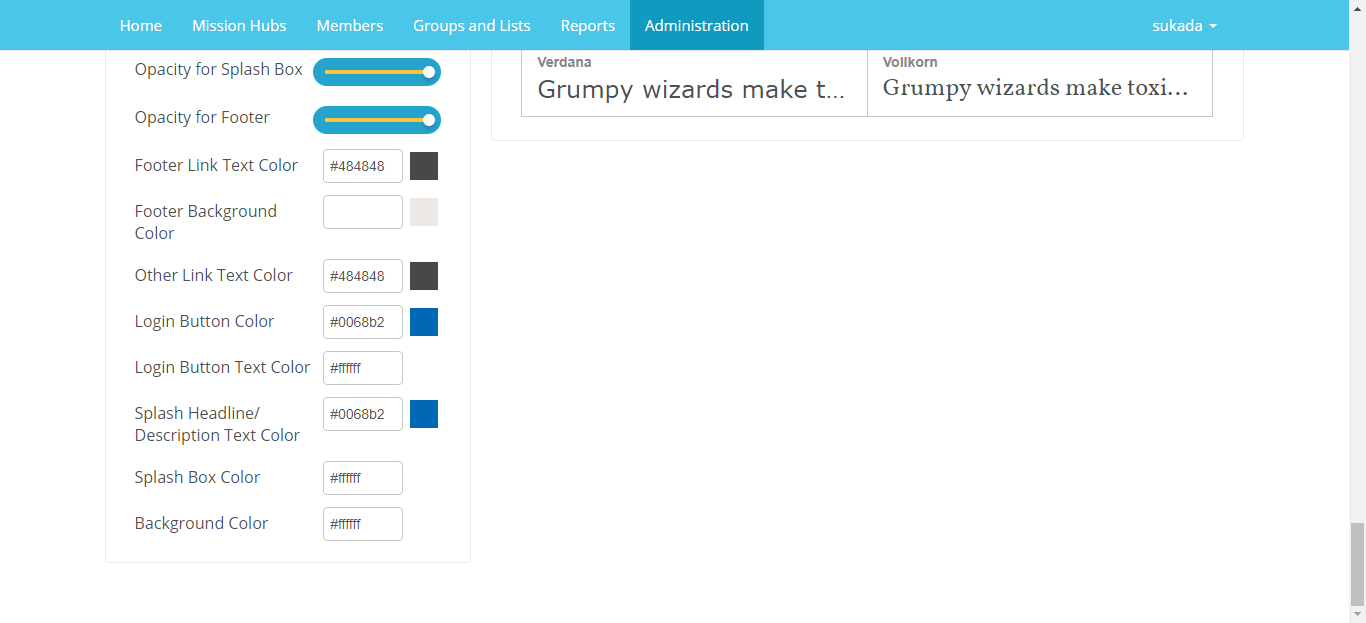 Home Mission Hubs Members Groups and Lists Reports Administration sukada
Opacity for Splash Box
Opacity for Footer
Footer Link Text Color #484848
Footer Background
Color
Other Link Text Color #484848
Login Button Color #0068b2
Login Button Text Color #ffffff
Splash Headline/ #0068b2
Description Text Color
Splash Box Color #ffffff
Background Color #ffffff
Verdana
Grumpy wizards make t...
Vollkorn
Grumpy wizards make toxi...